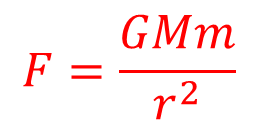 F = GMm / r²